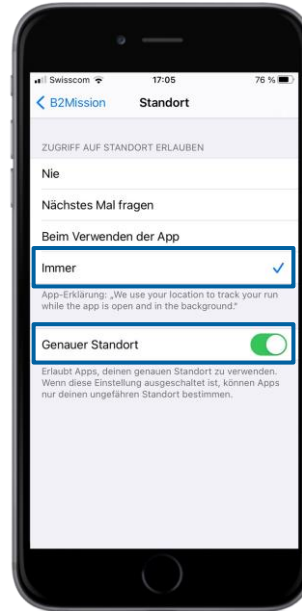 Swisscom 17:05 76 %
B2Mission Standort
ZUGRIFF AUF STANDORT ERLAUBEN
Nie
Nächstes Mal fragen
Beim Verwenden der App
Immer
App-Erklärung: „We use your location to track your run
while the app is open and in the background.“
Genauer Standort
Erlaubt Apps, deinen genauen Standort zu verwenden.
Wenn diese Einstellung ausgeschaltet ist, können Apps
nur deinen ungefähren Standort bestimmen.